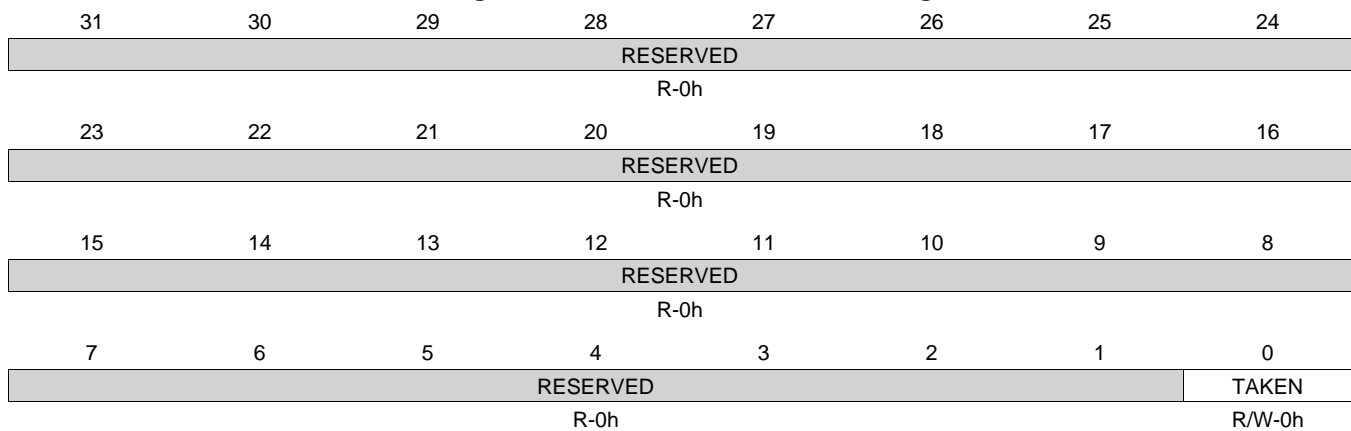 31 30 29 28 27 26 25 24
RESERVED
R-0h
23 22 21 20 19 18 17 16
RESERVED
R-0h
15 14 13 12 11 10 9 8
RESERVED
R-0h
7 6 5 4 3 2 1 0
RESERVED TAKEN
R-0h R/W-0h